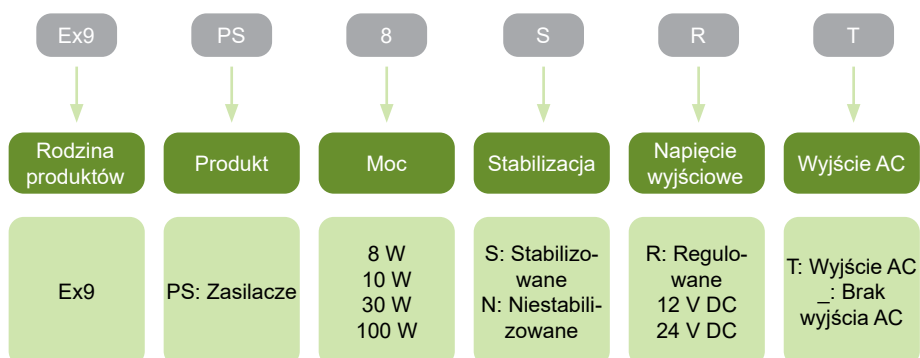 Ex9
PS
8
S
R
T
Rodzina
produktów
Produkt
Moc
Stabilizacja
Napięcie
wyjściowe
Wyjście AC
Ex9
PS: Zasilacze
8 W
10 W
30 W
100 W
S: Stabilizo-
wane
N: Niestabili-
zowane
R: Regulo-
wane
12 V DC
24 V DC
T: Wyjście AC
_: Brak
wyjścia AC